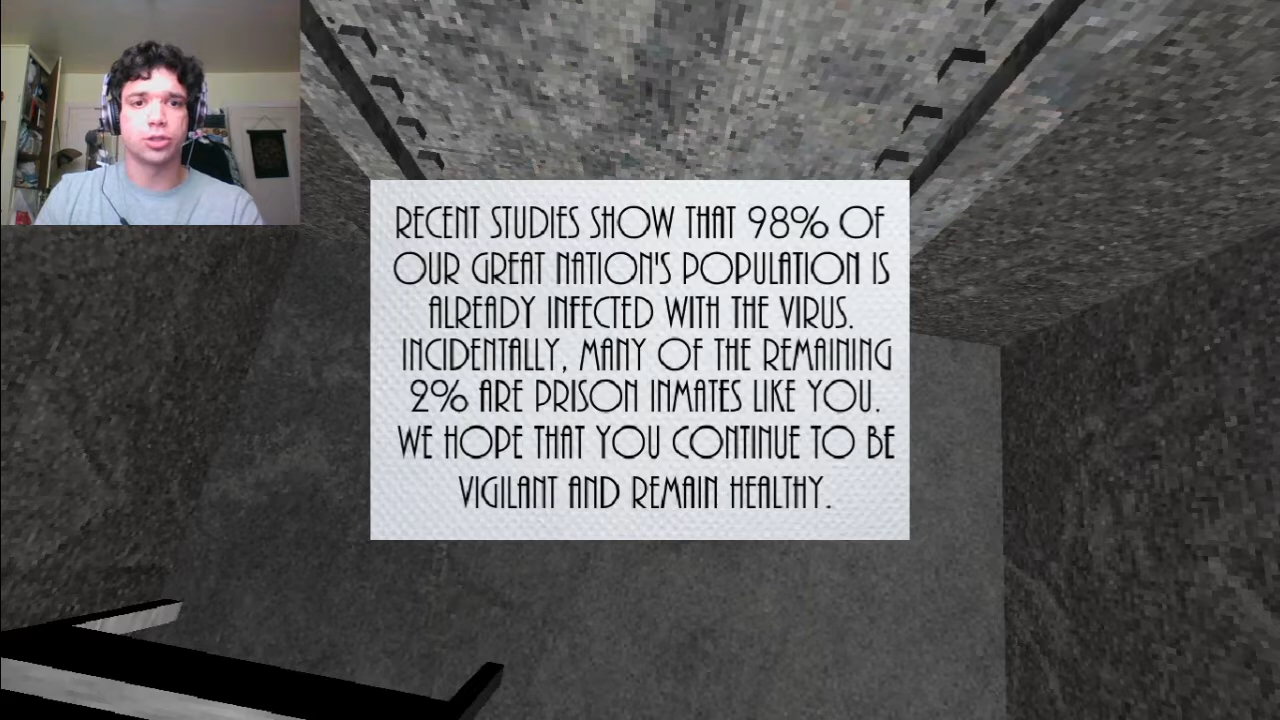 RECENT STUDIES SHOW THAT 98% OF
OUR GREAT NATION'S POPULATION IS
ALREADY INFECTED WITH THE VIRUS.
INCIDENTALLY, MANY OF THE REMAINING
2% ARE PRISON INMATES LIKE YOU.
WE HOPE THAT YOU CONTINUE TO BE
VIGILANT AND REMAIN HEALTHY.